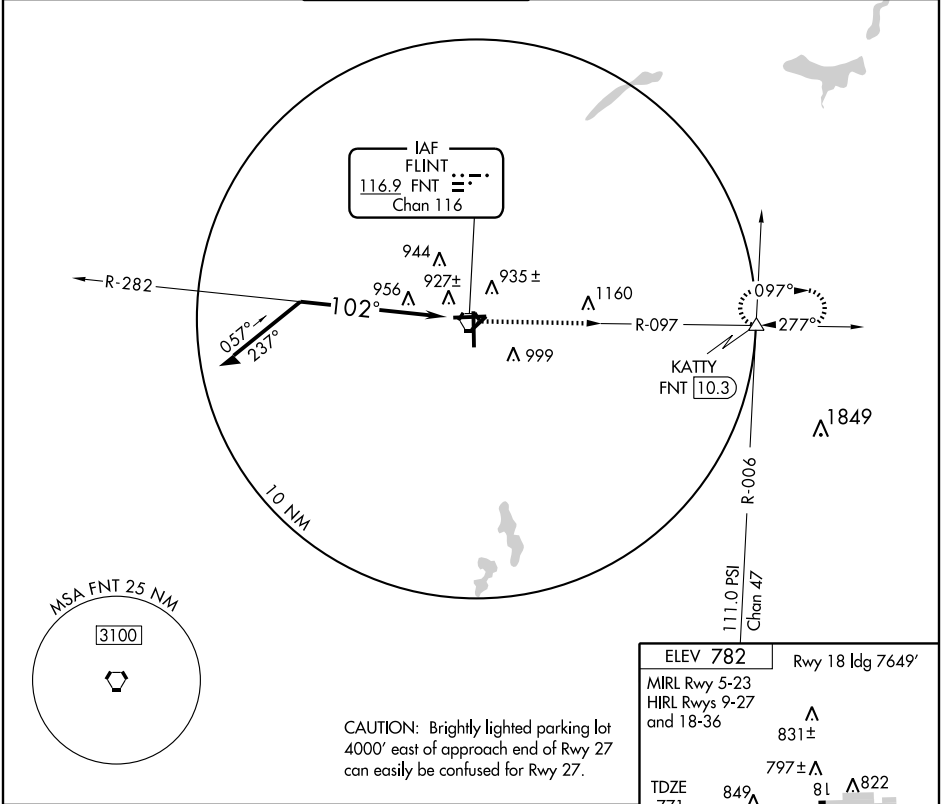 IAF
FLINT
116.9 FNT
Chan 116
944
956
927±
935 ±
1160
999
R-282
102°
057°
237°
R-097
097°
277°
KATTY
FNT 10.3
1849
R-006
111.0 PSI
Chan 47
10 NM
MSA FNT 25 NM
3100
CAUTION: Brightly lighted parking lot
4000' east of approach end of Rwy 27
can easily be confused for Rwy 27.
ELEV 782
Rwy 18 ldg 7649'
MIRL Rwy 5-23
HIRL Rwys 9-27
and 18-36
831±
797±
TDZE
771
849
81
822